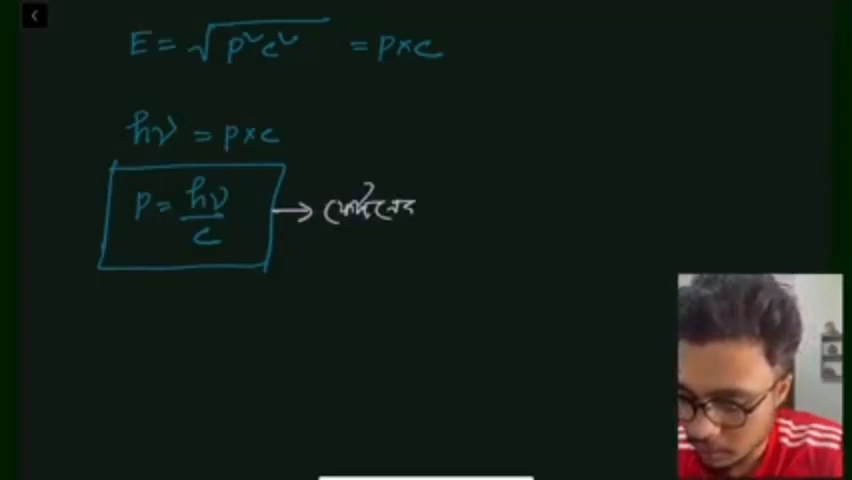 E = √p²c² = p×c
hν = p×c
p = hν/c → ফোটনের